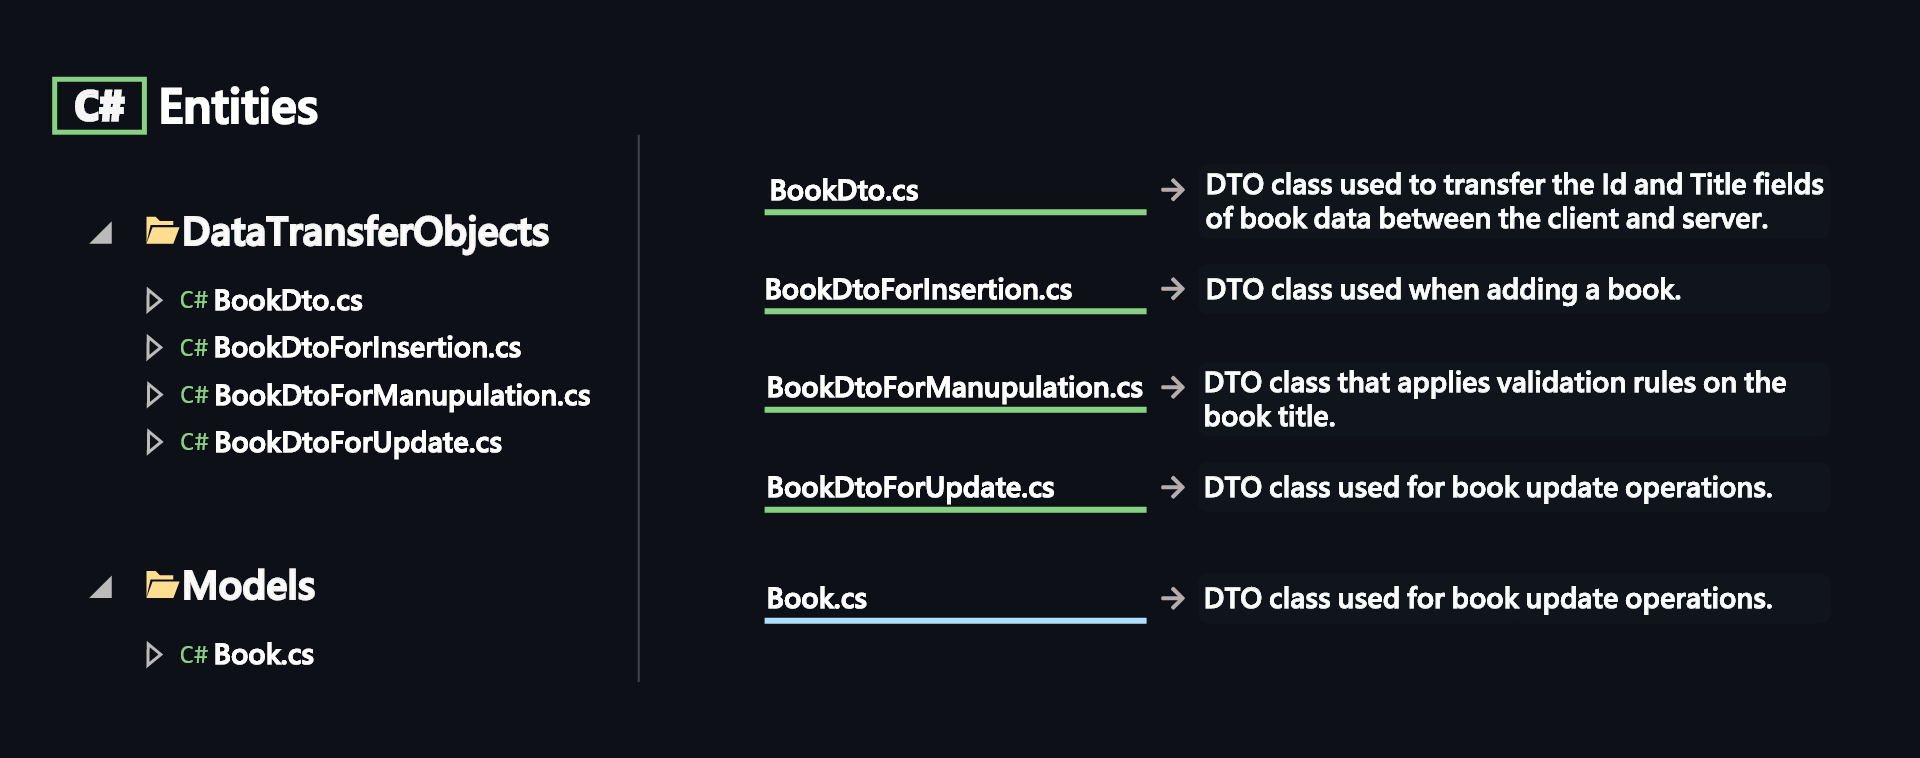 C# Entities
DataTransferObjects
C# BookDto.cs
C# BookDtoForInsertion.cs
C# BookDtoForManupulation.cs
C# BookDtoForUpdate.cs
Models
C# Book.cs
BookDto.cs → DTO class used to transfer the Id and Title fields
of book data between the client and server.
BookDtoForInsertion.cs → DTO class used when adding a book.
BookDtoForManupulation.cs → DTO class that applies validation rules on the
book title.
BookDtoForUpdate.cs → DTO class used for book update operations.
Book.cs → DTO class used for book update operations.